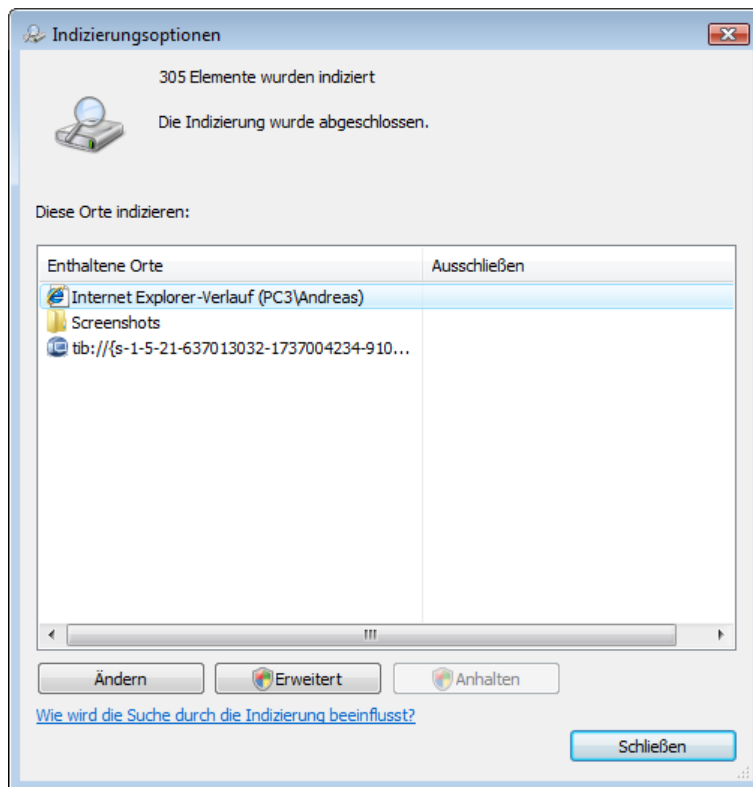 Indizierungsoptionen
305 Elemente wurden indiziert
Die Indizierung wurde abgeschlossen.
Diese Orte indizieren:
Enthaltene Orte Ausschließen
Internet Explorer-Verlauf (PC3\Andreas)
Screenshots
tib://{s-1-5-21-637013032-1737004234-910...
Ändern Erweitert Anhalten
Wie wird die Suche durch die Indizierung beeinflusst?
Schließen